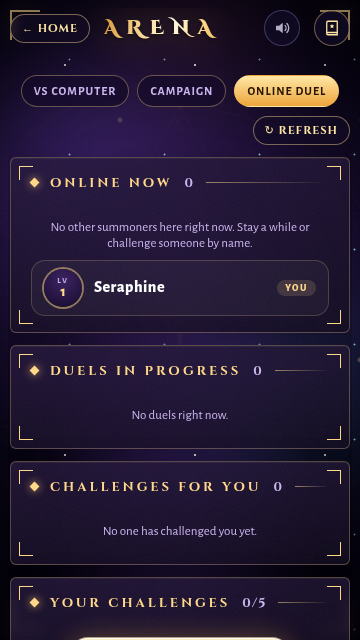 ← HOME
ARENA
VS COMPUTER
CAMPAIGN
ONLINE DUEL
↻ REFRESH
ONLINE NOW 0
No other summoners here right now. Stay a while or
challenge someone by name.
LV
1
Seraphine
YOU
DUELS IN PROGRESS 0
No duels right now.
CHALLENGES FOR YOU 0
No one has challenged you yet.
YOUR CHALLENGES 0/5